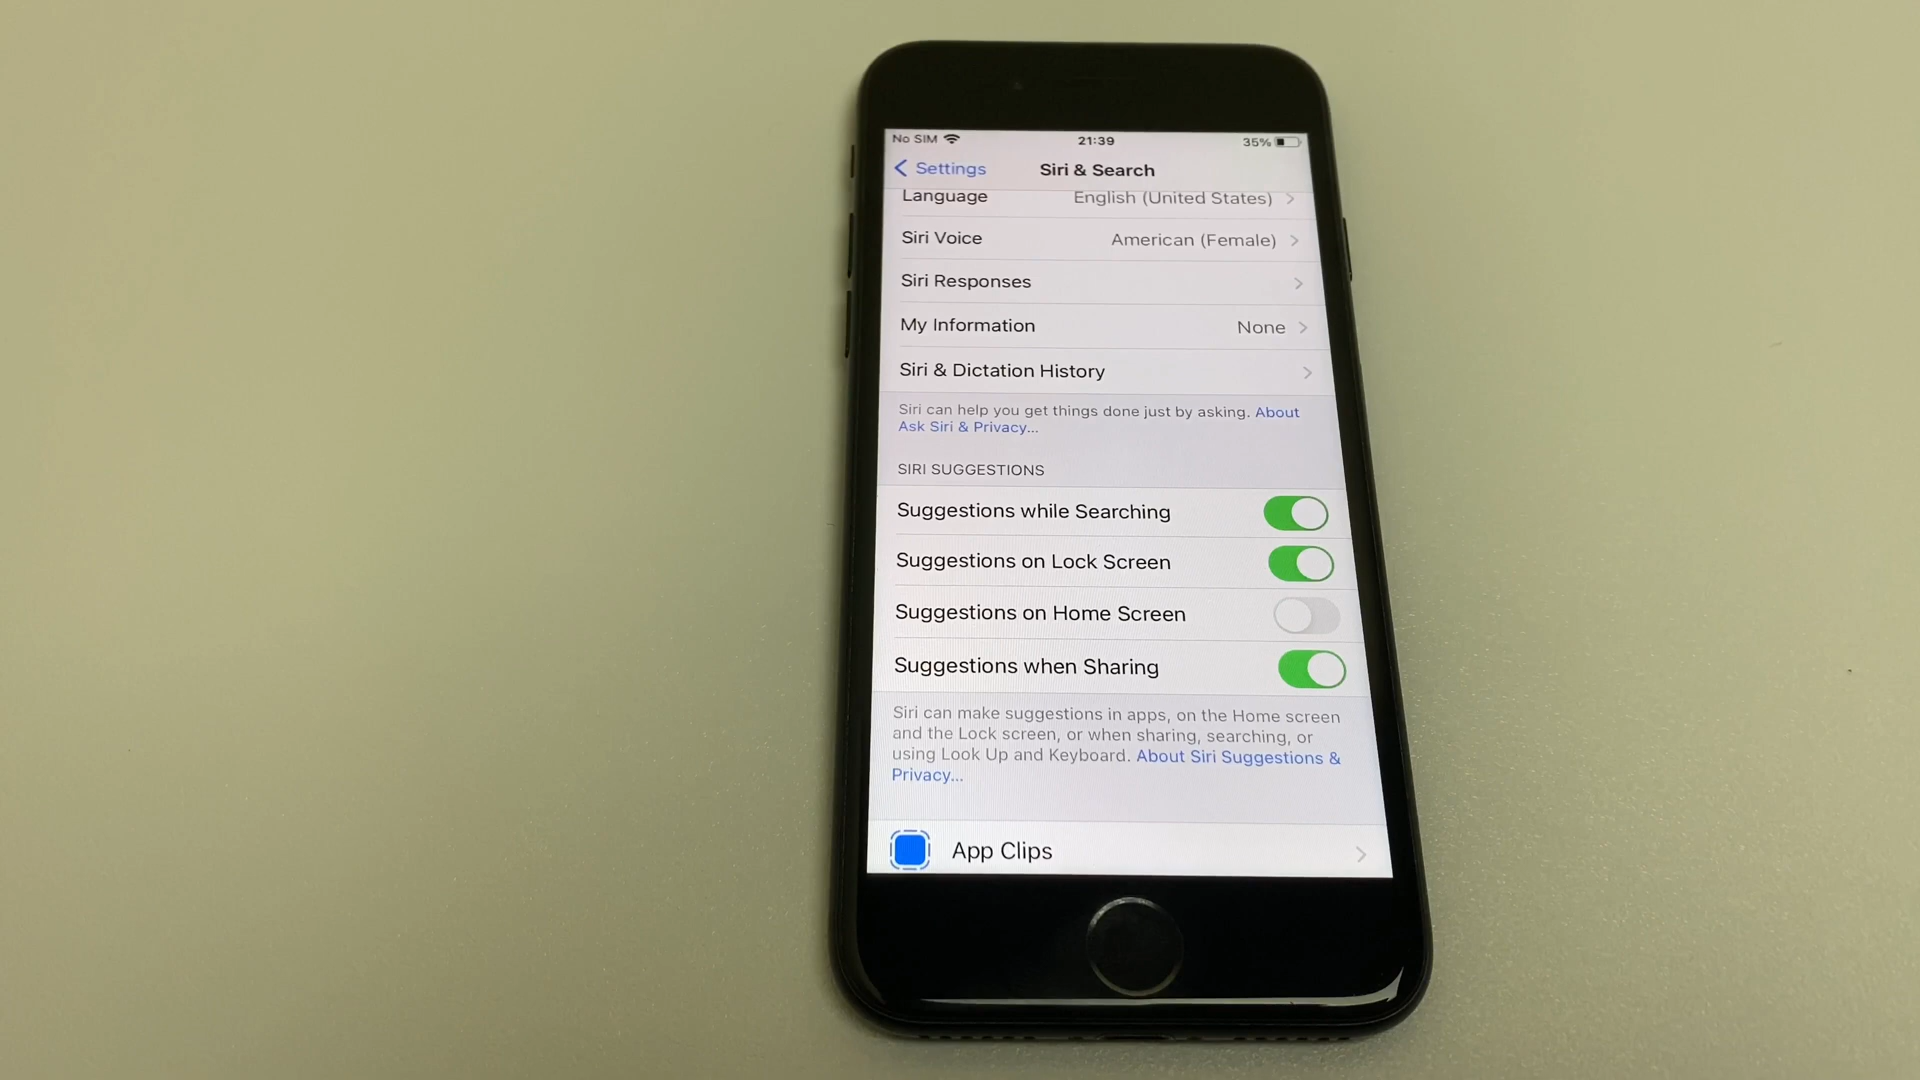 No SIM 21:39 35%
Settings Siri & Search
Language English (United States)
Siri Voice American (Female)
Siri Responses
My Information None
Siri & Dictation History
Siri can help you get things done just by asking. About
Ask Siri & Privacy...
SIRI SUGGESTIONS
Suggestions while Searching
Suggestions on Lock Screen
Suggestions on Home Screen
Suggestions when Sharing
Siri can make suggestions in apps, on the Home screen
and the Lock screen, or when sharing, searching, or
using Look Up and Keyboard. About Siri Suggestions &
Privacy...
App Clips